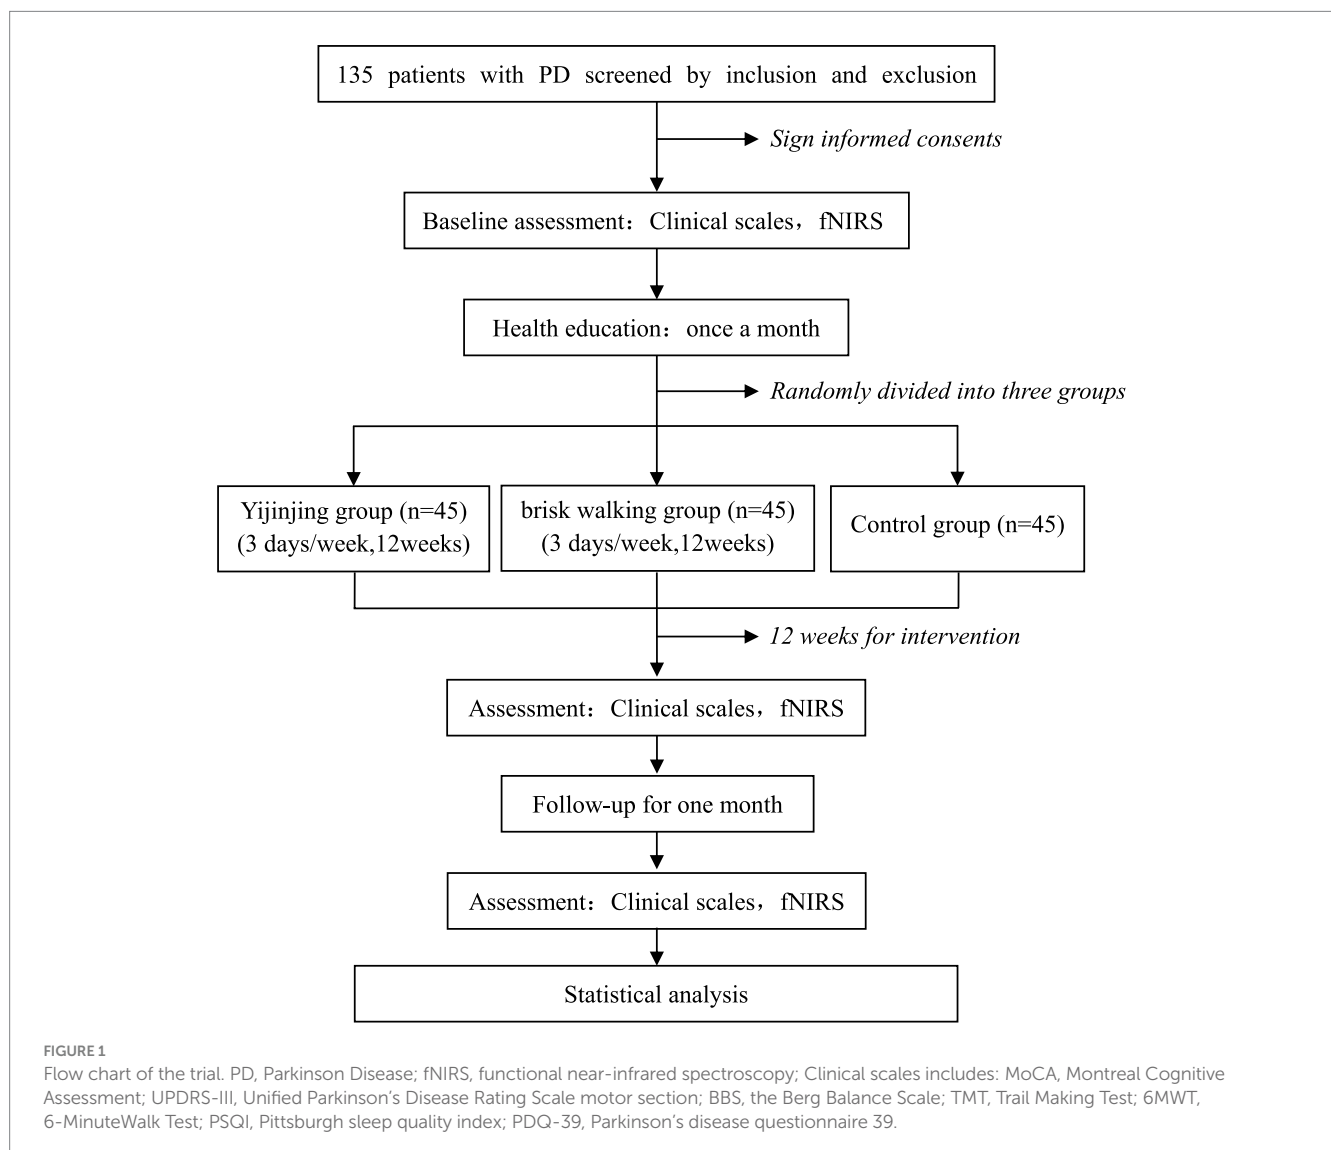 135 patients with PD screened by inclusion and exclusion
Sign informed consents
Baseline assessment：Clinical scales，fNIRS
Health education：once a month
Randomly divided into three groups
Yijinjing group (n=45)
(3 days/week,12weeks)
brisk walking group (n=45)
(3 days/week,12weeks)
Control group (n=45)
12 weeks for intervention
Assessment：Clinical scales，fNIRS
Follow-up for one month
Assessment：Clinical scales，fNIRS
Statistical analysis
FIGURE 1
Flow chart of the trial. PD, Parkinson Disease; fNIRS, functional near-infrared spectroscopy; Clinical scales includes: MoCA, Montreal Cognitive
Assessment; UPDRS-III, Unified Parkinson’s Disease Rating Scale motor section; BBS, the Berg Balance Scale; TMT, Trail Making Test; 6MWT,
6-MinuteWalk Test; PSQI, Pittsburgh sleep quality index; PDQ-39, Parkinson’s disease questionnaire 39.